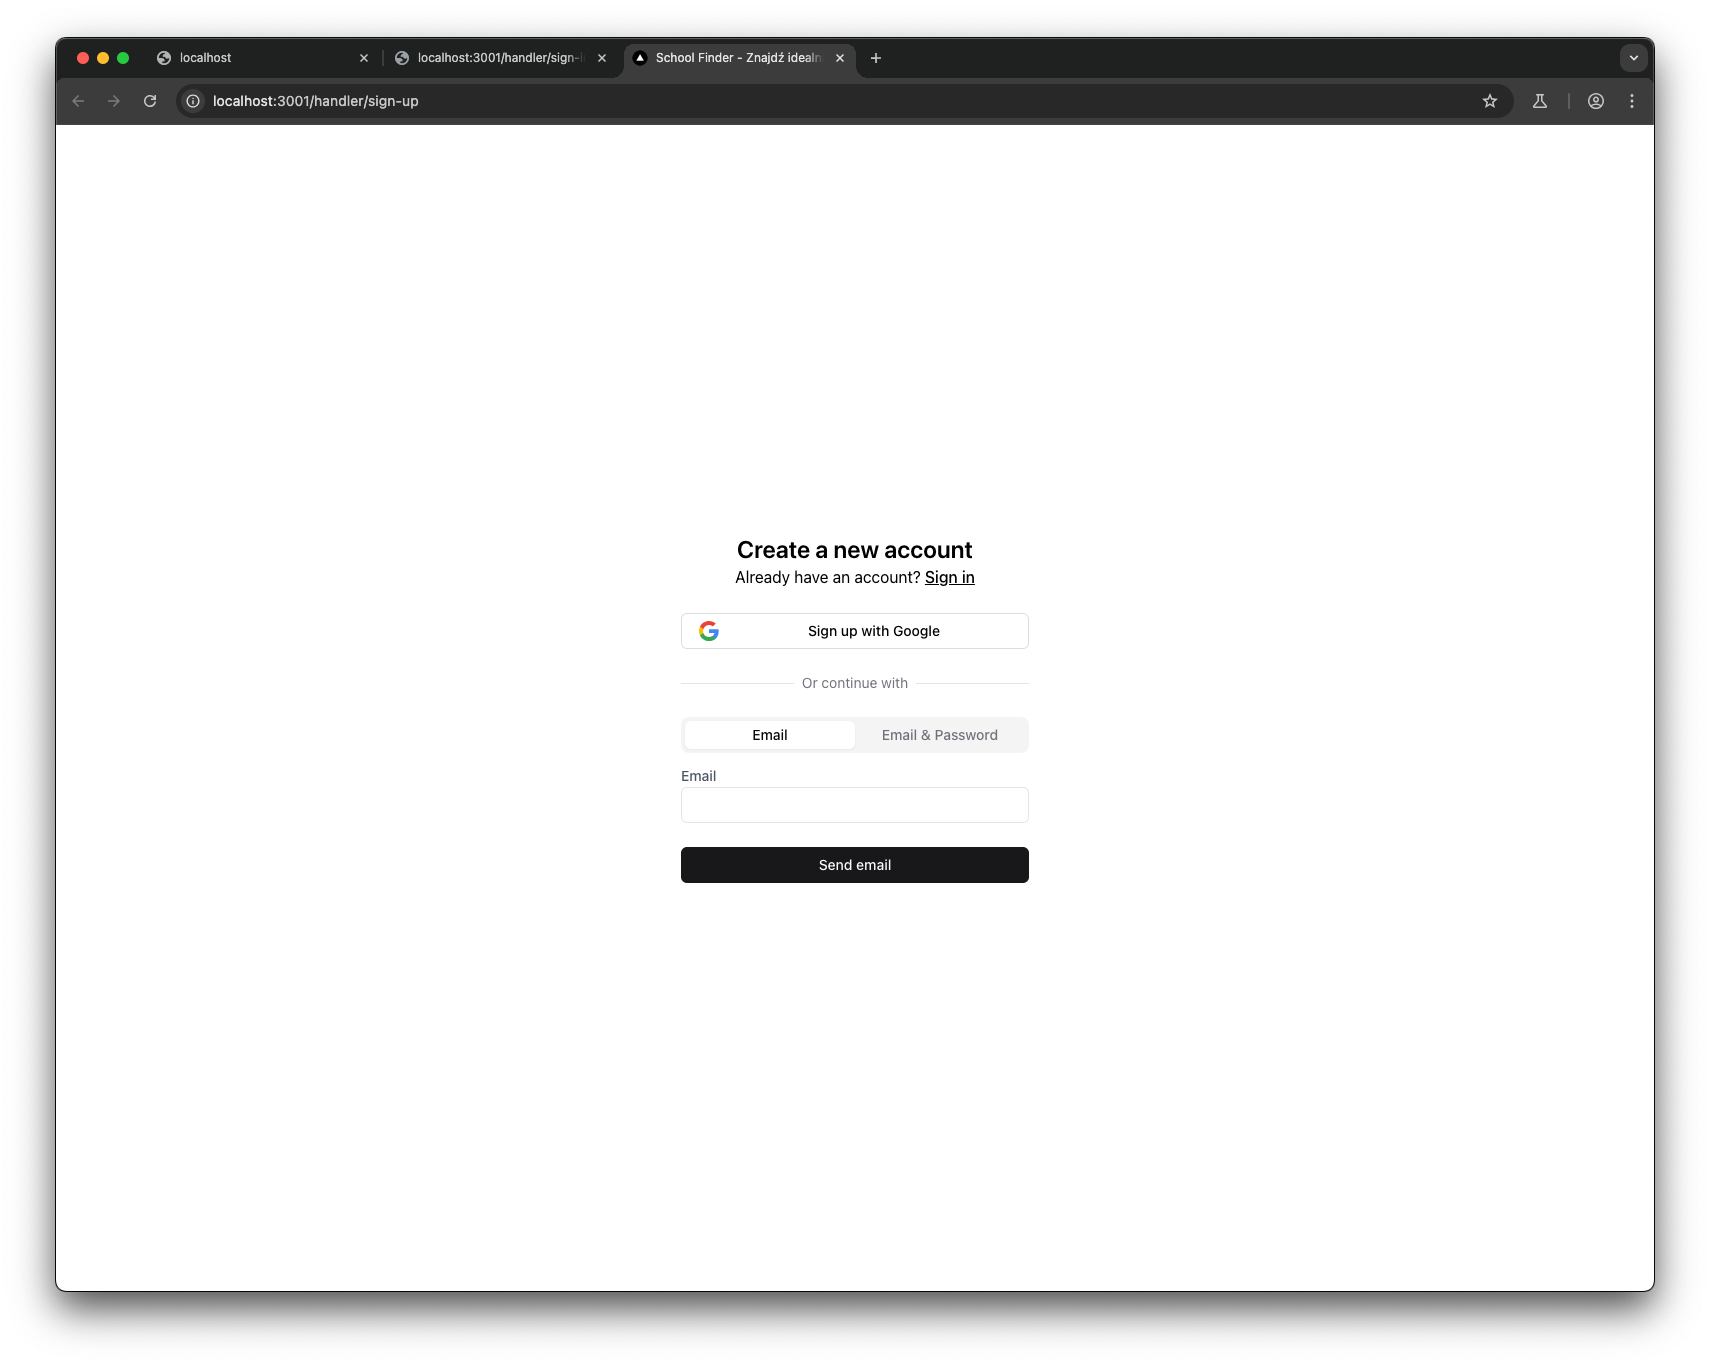 localhost
localhost:3001/handler/sign-i
School Finder - Znajdź idealn
localhost:3001/handler/sign-up
Create a new account
Already have an account? Sign in
Sign up with Google
Or continue with
Email
Email & Password
Email
Send email